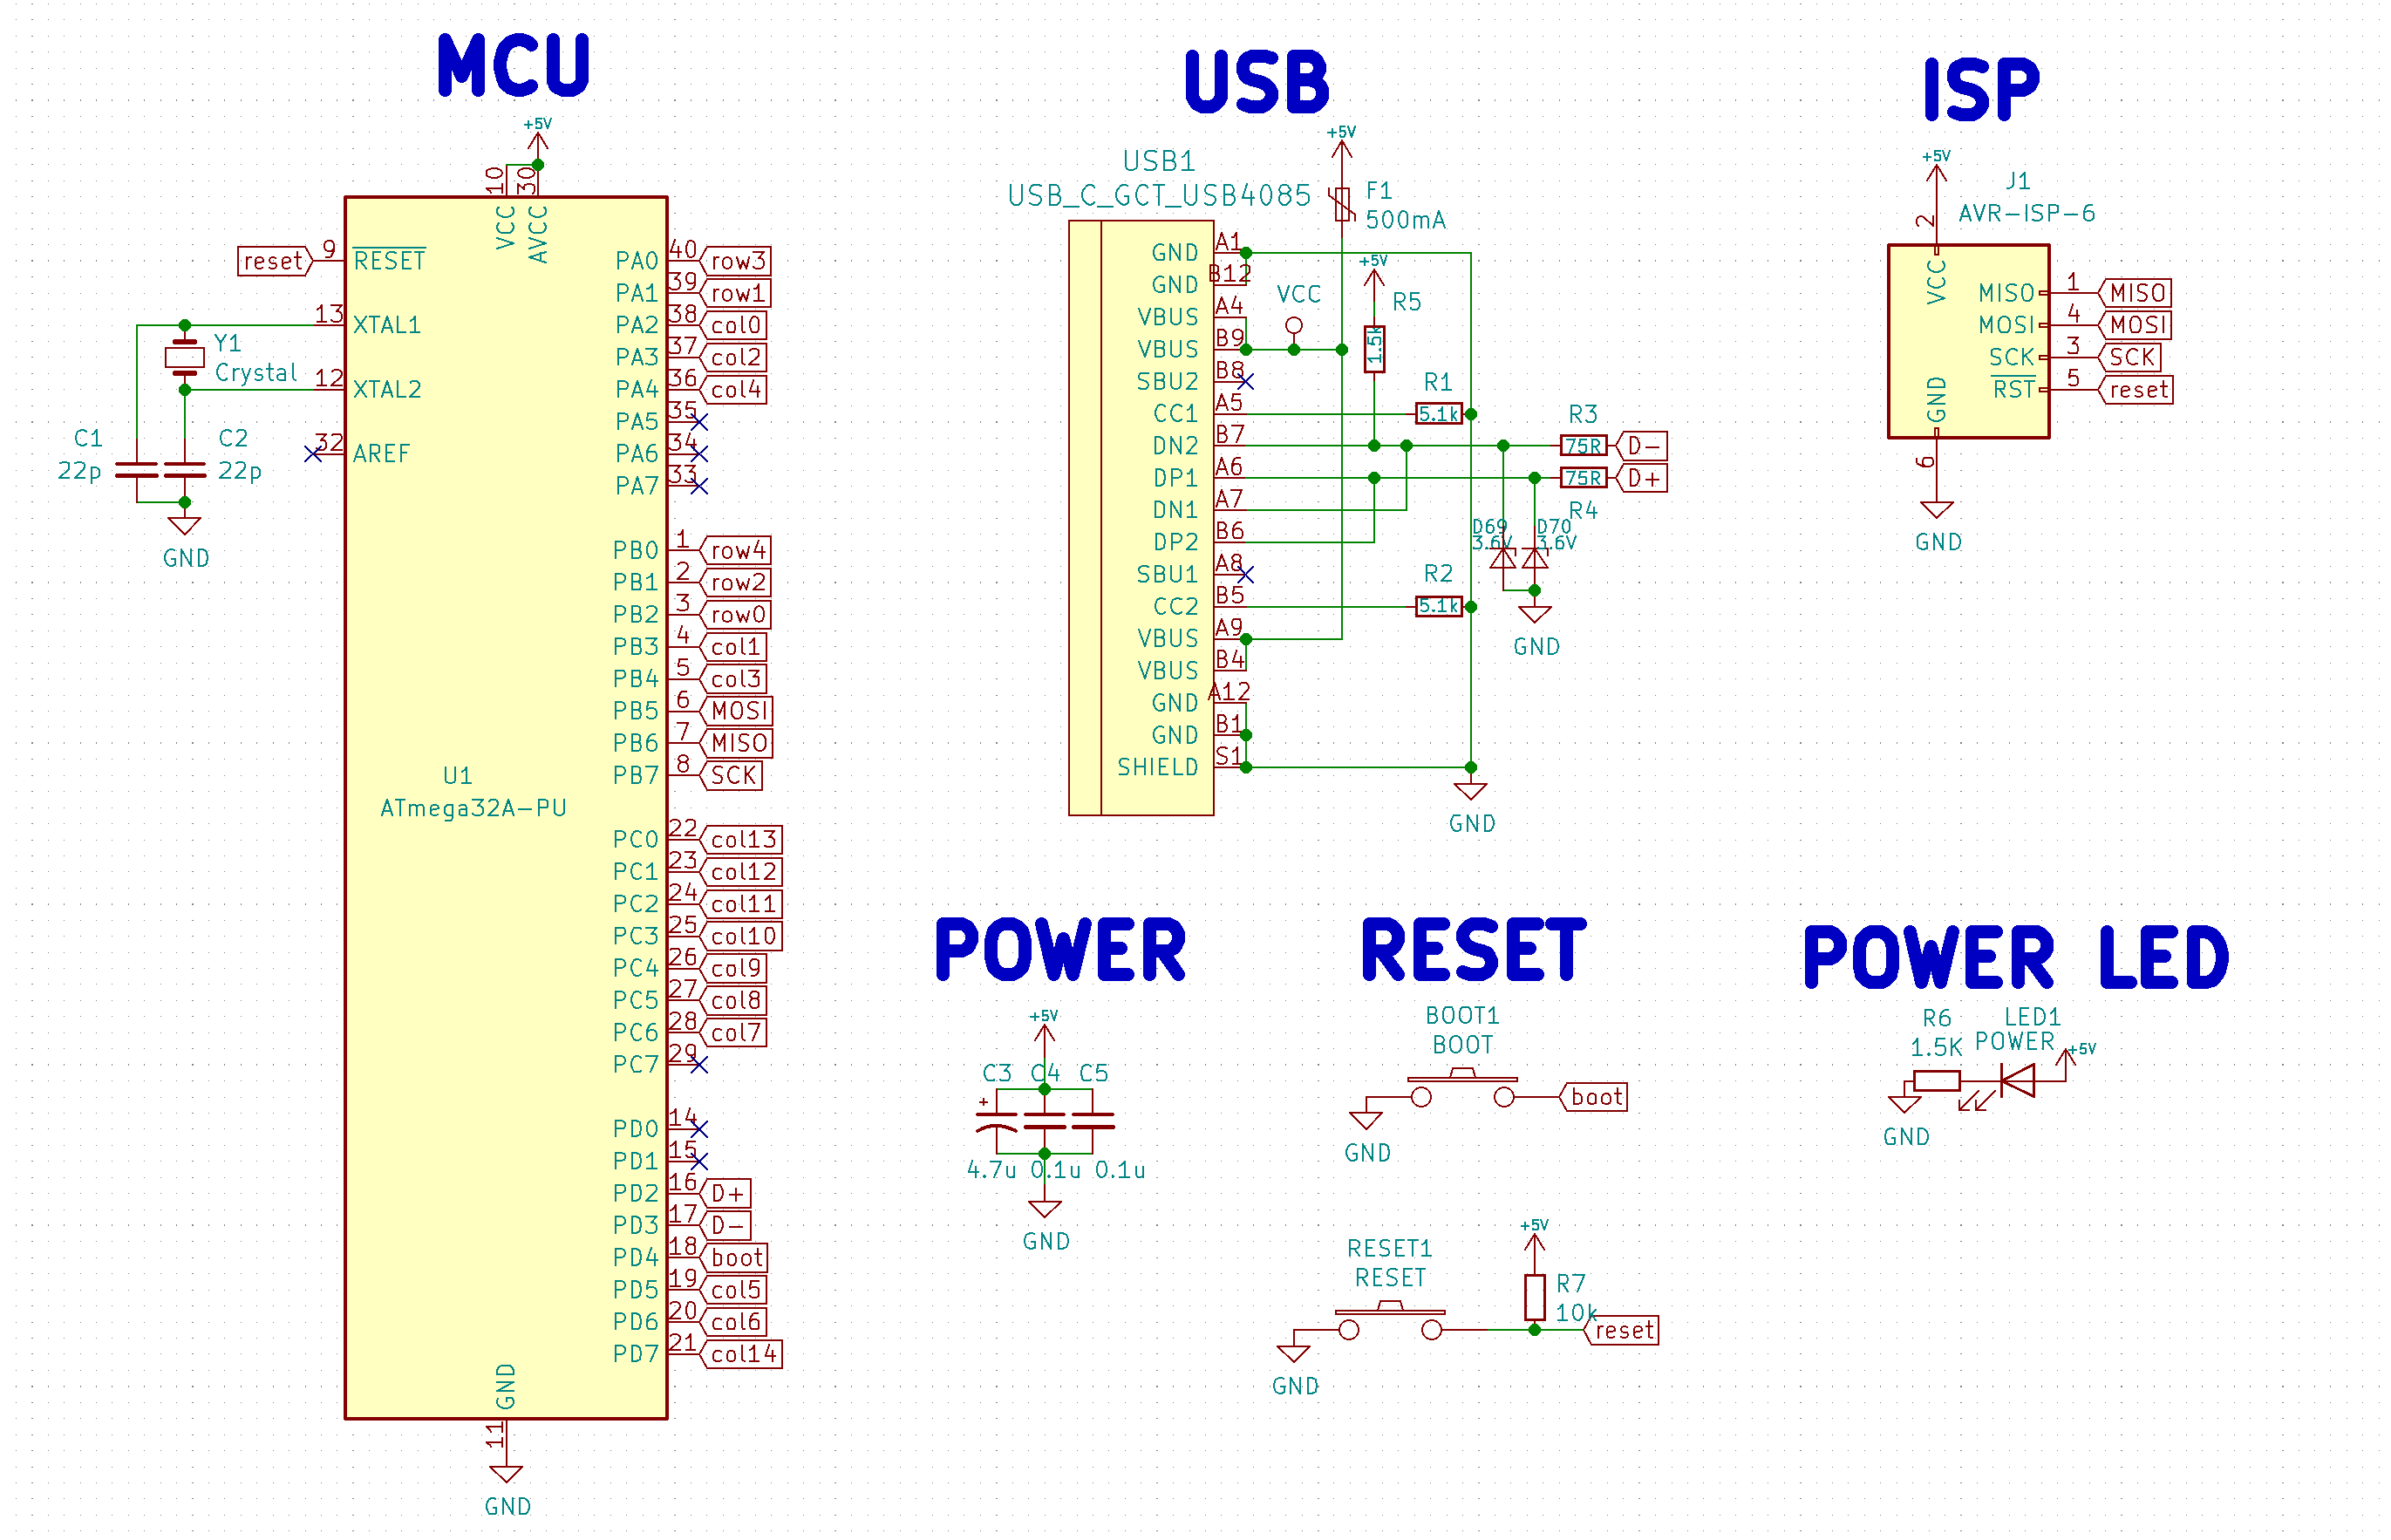 MCU
+5V
10
30
VCC
AVCC
reset
9
RESET
13
XTAL1
Y1
Crystal
12
XTAL2
32
AREF
C1
22p
C2
22p
GND
PA0
40
row3
PA1
39
row1
PA2
38
col0
PA3
37
col2
PA4
36
col4
PA5
35
PA6
34
PA7
33
PB0
1
row4
PB1
2
row2
PB2
3
row0
PB3
4
col1
PB4
5
col3
PB5
6
MOSI
PB6
7
MISO
PB7
8
SCK
U1
ATmega32A-PU
PC0
22
col13
PC1
23
col12
PC2
24
col11
PC3
25
col10
PC4
26
col9
PC5
27
col8
PC6
28
col7
PC7
29
PD0
14
PD1
15
PD2
16
D+
PD3
17
D-
PD4
18
boot
PD5
19
col5
PD6
20
col6
PD7
21
col14
GND
11
GND
USB
USB1
USB_C_GCT_USB4085
+5V
F1
500mA
GND
A1
GND
B12
VBUS
A4
VBUS
B9
SBU2
B8
CC1
A5
DN2
B7
DP1
A6
DN1
A7
DP2
B6
SBU1
A8
CC2
B5
VBUS
A9
VBUS
B4
GND
A12
GND
B1
SHIELD
S1
VCC
+5V
R5
1.5k
R1
5.1k
R3
75R
D-
75R
D+
R4
D69
3.6V
D70
3.6V
GND
R2
5.1k
GND
ISP
+5V
J1
AVR-ISP-6
2
VCC
MISO
1
MISO
MOSI
4
MOSI
SCK
3
SCK
RST
5
reset
GND
6
GND
POWER
+5V
C3
C4
C5
4.7u
0.1u
0.1u
GND
RESET
BOOT1
BOOT
boot
GND
RESET1
RESET
+5V
R7
10k
reset
GND
POWER LED
R6
1.5K
LED1
POWER
+5V
GND